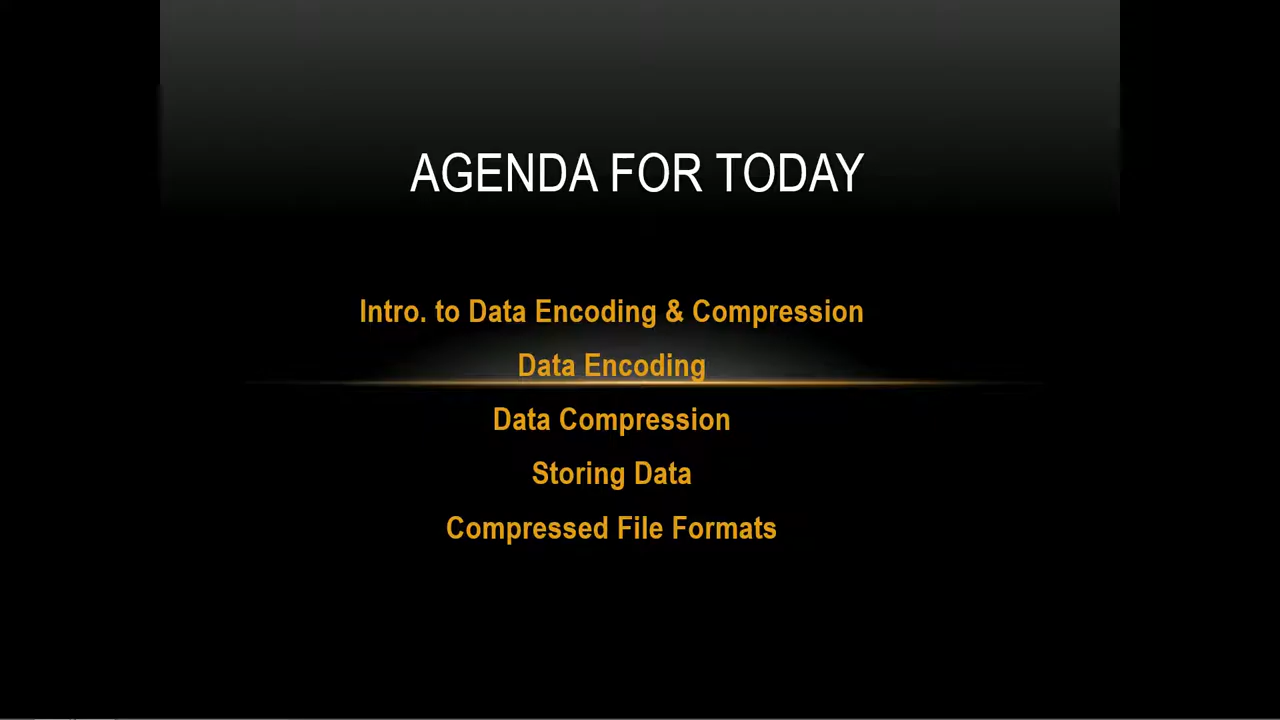 AGENDA FOR TODAY
Intro. to Data Encoding & Compression
Data Encoding
Data Compression
Storing Data
Compressed File Formats